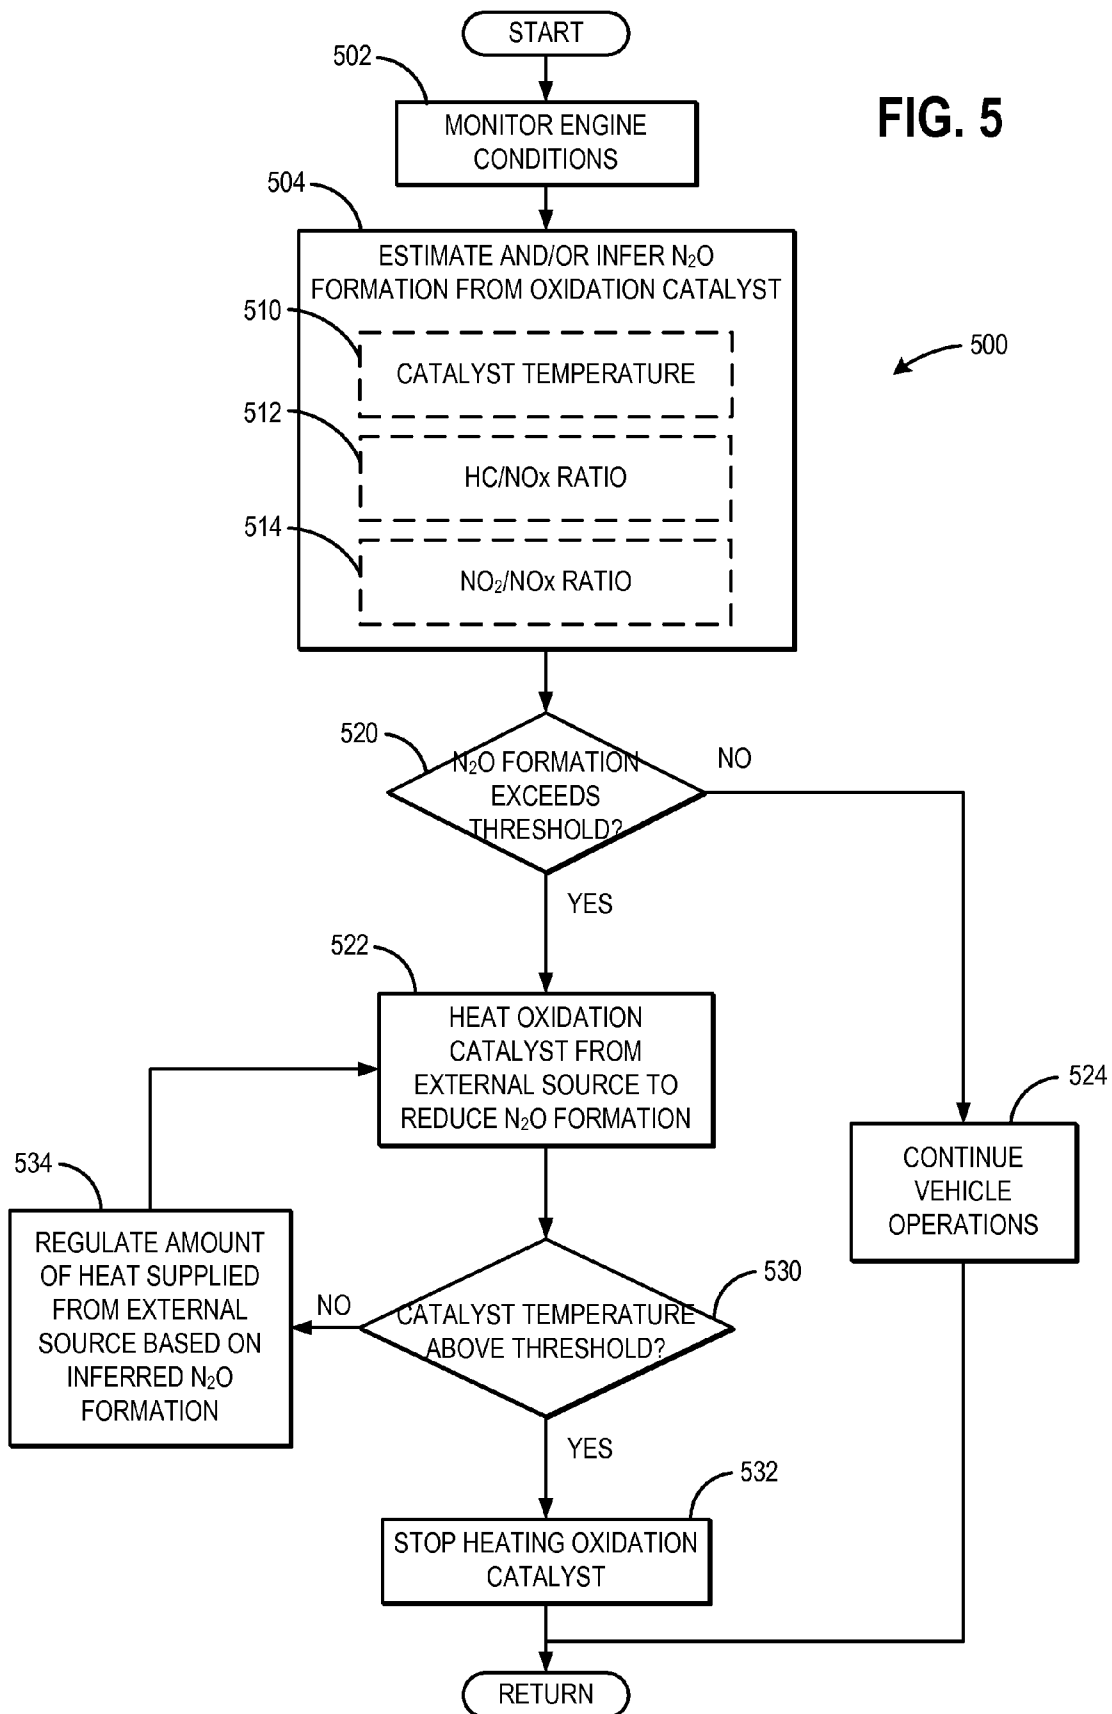 START
502
MONITOR ENGINE
CONDITIONS
FIG. 5
504
ESTIMATE AND/OR INFER N₂O
FORMATION FROM OXIDATION CATALYST
510
CATALYST TEMPERATURE
500
512
HC/NOx RATIO
514
NO₂/NOx RATIO
520
N₂O FORMATION
EXCEEDS
THRESHOLD?
NO
YES
522
HEAT OXIDATION
CATALYST FROM
EXTERNAL SOURCE TO
REDUCE N₂O FORMATION
524
CONTINUE
VEHICLE
OPERATIONS
534
REGULATE AMOUNT
OF HEAT SUPPLIED
FROM EXTERNAL
SOURCE BASED ON
INFERRED N₂O
FORMATION
NO
530
CATALYST TEMPERATURE
ABOVE THRESHOLD?
YES
532
STOP HEATING OXIDATION
CATALYST
RETURN